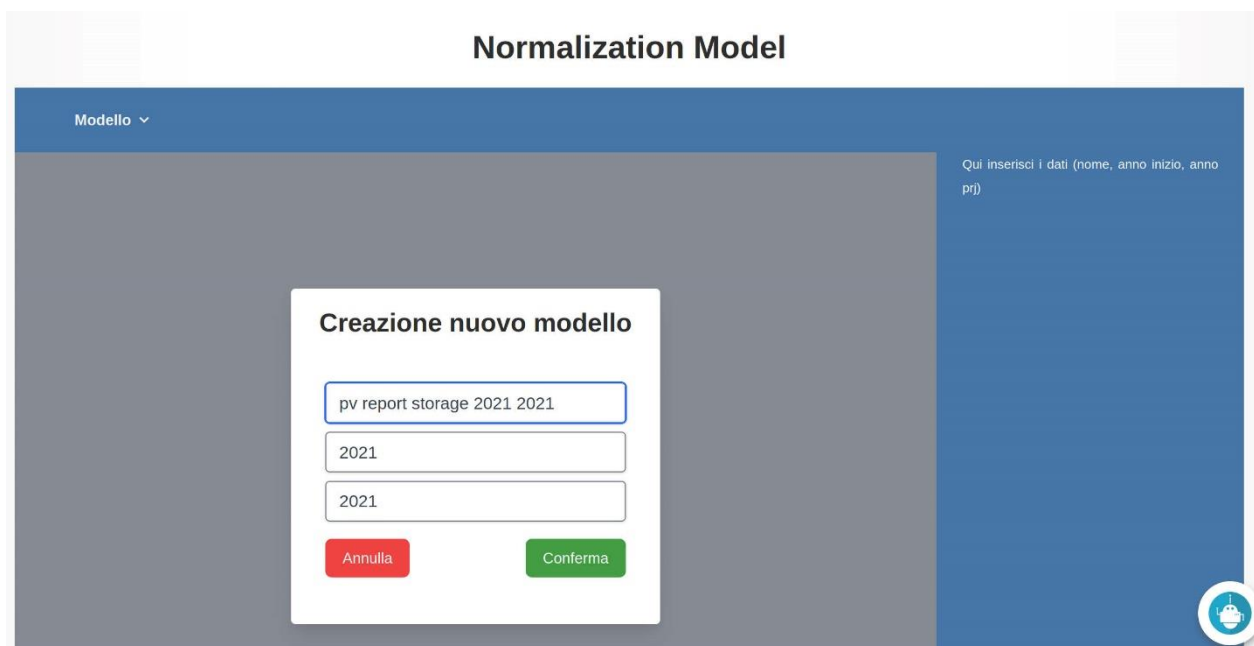 Normalization Model
Modello
Qui inserisci i dati (nome, anno inizio, anno
prj)
Creazione nuovo modello
pv report storage 2021 2021
2021
2021
Annulla
Conferma